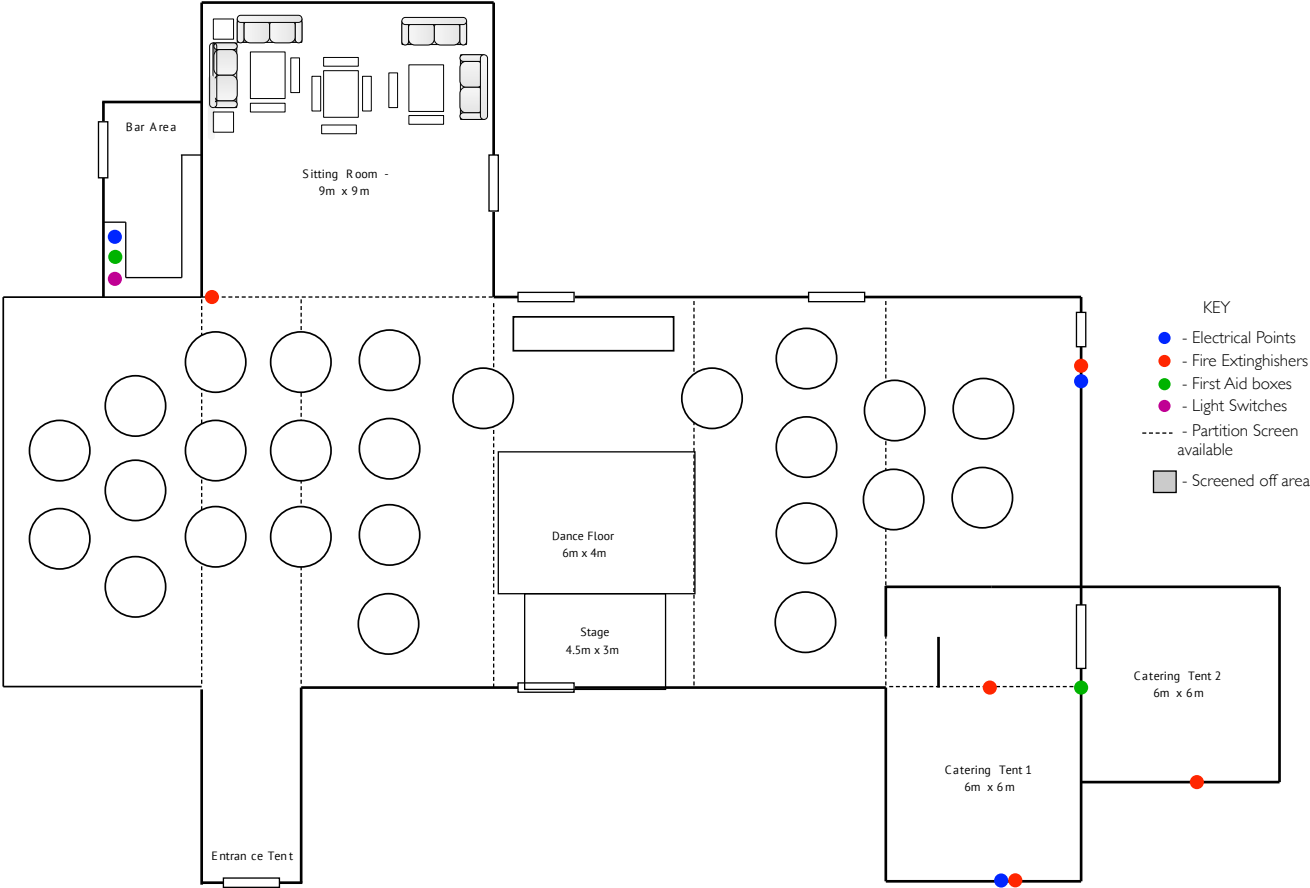 Bar Area
Sitting Room -
9m x 9m
KEY
- Electrical Points
- Fire Extinghishers
- First Aid boxes
- Light Switches
- Partition Screen
available
- Screened off area
Dance Floor
6m x 4m
Stage
4.5m x 3m
Catering Tent 2
6m x 6m
Catering Tent 1
6m x 6m
Entran ce Tent